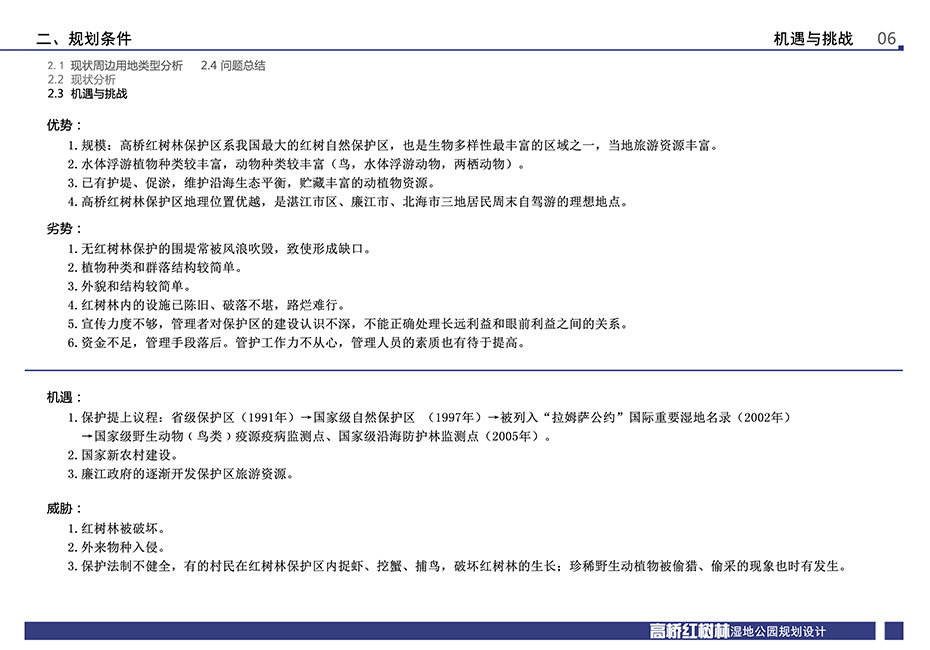 二、规划条件
机遇与挑战 06
2.1 现状周边用地类型分析 2.4 问题总结
2.2 现状分析
2.3 机遇与挑战
优势：
1. 规模：高桥红树林保护区系我国最大的红树自然保护区，也是生物多样性最丰富的区域之一，当地旅游资源丰富。
2. 水体浮游植物种类较丰富，动物种类较丰富（鸟，水体浮游动物，两栖动物）。
3. 已有护堤、促淤，维护沿海生态平衡，贮藏丰富的动植物资源。
4. 高桥红树林保护区地理位置优越，是湛江市区、廉江市、北海市三地居民周末自驾游的理想地点。
劣势：
1. 无红树林保护的围堤常被风浪吹毁，致使形成缺口。
2. 植物种类和群落结构较简单。
3. 外貌和结构较简单。
4. 红树林内的设施已陈旧、破落不堪，路烂难行。
5. 宣传力度不够，管理者对保护区的建设认识不深，不能正确处理长远利益和眼前利益之间的关系。
6. 资金不足，管理手段落后。管护工作力不从心，管理人员的素质也有待于提高。
机遇：
1. 保护提上议程：省级保护区（1991年）→国家级自然保护区 （1997年）→被列入“拉姆萨公约”国际重要湿地名录（2002年）
→国家级野生动物（鸟类）疫源疫病监测点、国家级沿海防护林监测点（2005年）。
2. 国家新农村建设。
3. 廉江政府的逐渐开发保护区旅游资源。
威胁：
1. 红树林被破坏。
2. 外来物种入侵。
3. 保护法制不健全，有的村民在红树林保护区内捉虾、挖蟹、捕鸟，破坏红树林的生长；珍稀野生动植物被偷猎、偷采的现象也时有发生。
高桥红树林湿地公园规划设计